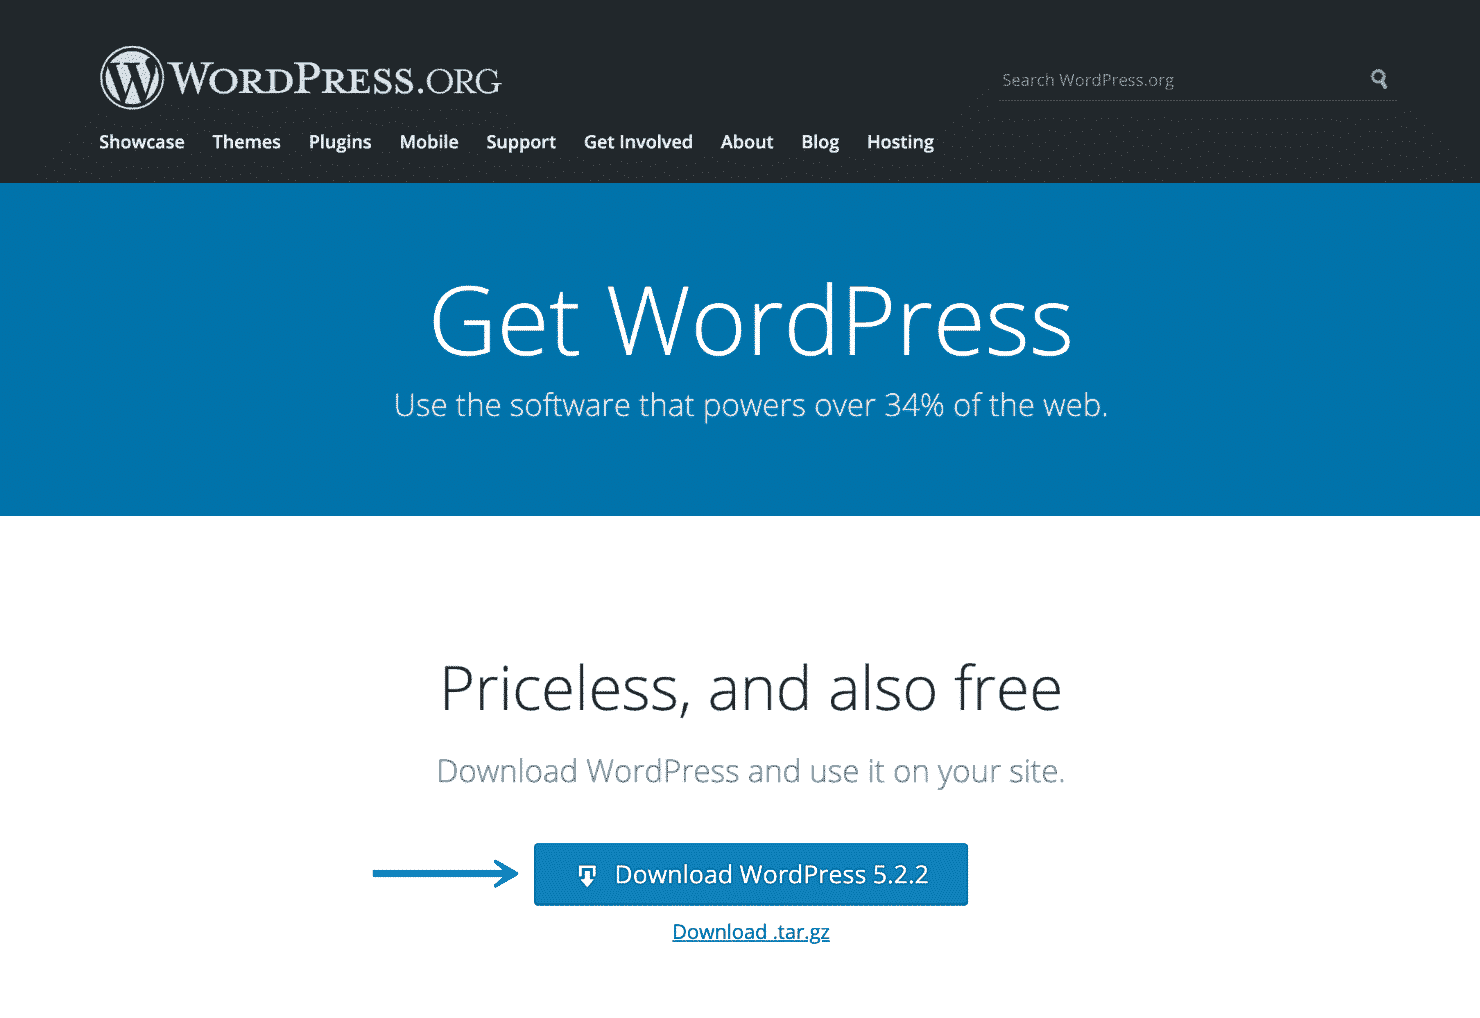 WORDPRESS.ORG
Search WordPress.org
Showcase Themes Plugins Mobile Support Get Involved About Blog Hosting
Get WordPress
Use the software that powers over 34% of the web.
Priceless, and also free
Download WordPress and use it on your site.
Download WordPress 5.2.2
Download .tar.gz